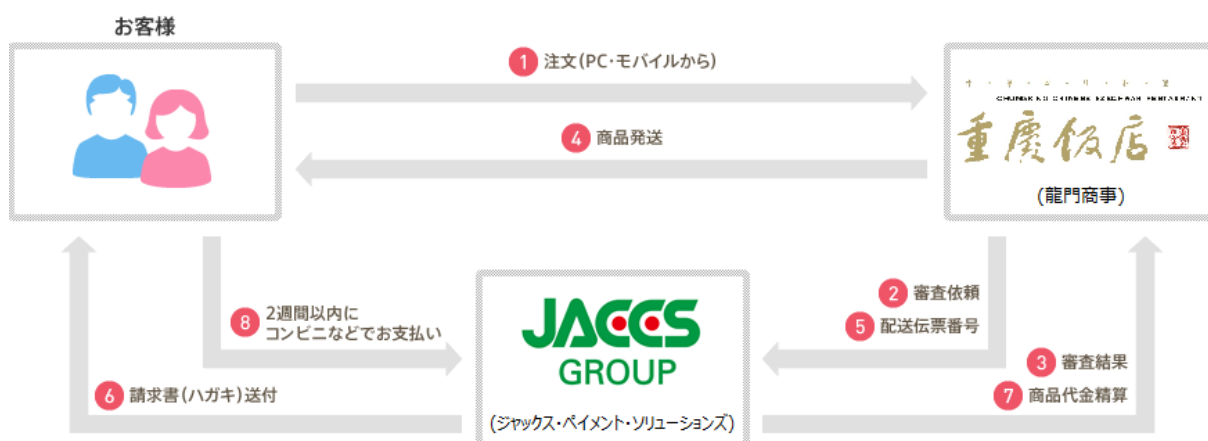 お客様
1 注文(PC・モバイルから)
4 商品発送
CHUNGKING CHINESE SZECHWAN RESTAURANT
重慶飯店
(龍門商事)
2 審査依頼
5 配送伝票番号
8 2週間以内に
コンビニなどでお支払い
JACCS
GROUP
(ジャックス・ペイメント・ソリューションズ)
3 審査結果
7 商品代金精算
6 請求書(ハガキ)送付